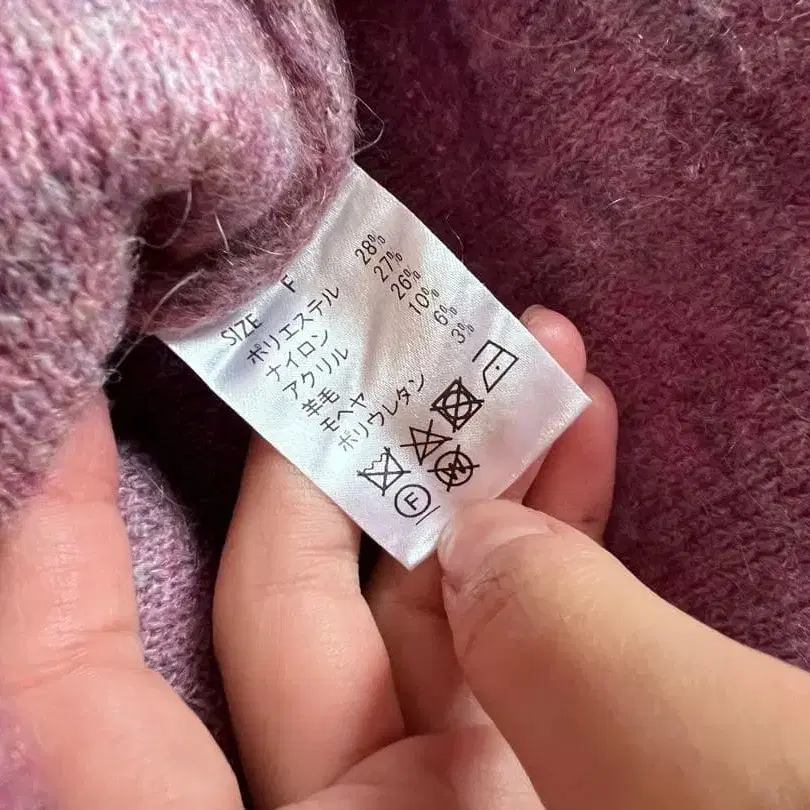 SIZE F
ポリエステル 28%
ナイロン 27%
アクリル 26%
羊毛 10%
モヘヤ 6%
ポリウレタン 3%
F W